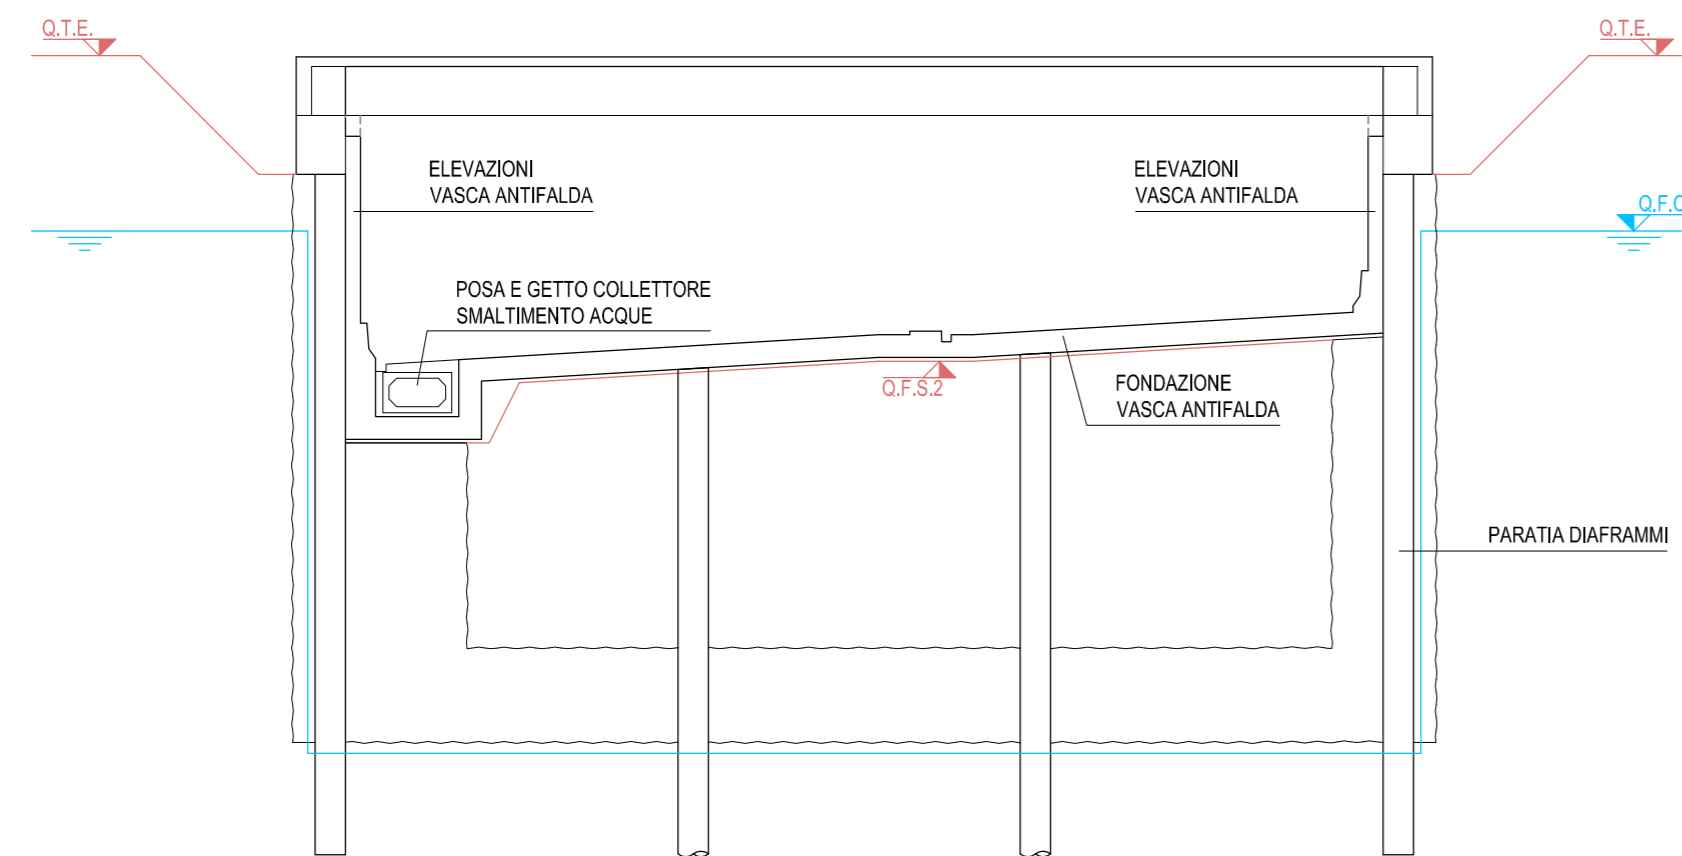 Q.T.E.
Q.T.E.
ELEVAZIONI
VASCA ANTIFALDA
ELEVAZIONI
VASCA ANTIFALDA
Q.F.C
POSA E GETTO COLLETTORE
SMALTIMENTO ACQUE
Q.F.S.2
FONDAZIONE
VASCA ANTIFALDA
PARATIA DIAFRAMMI